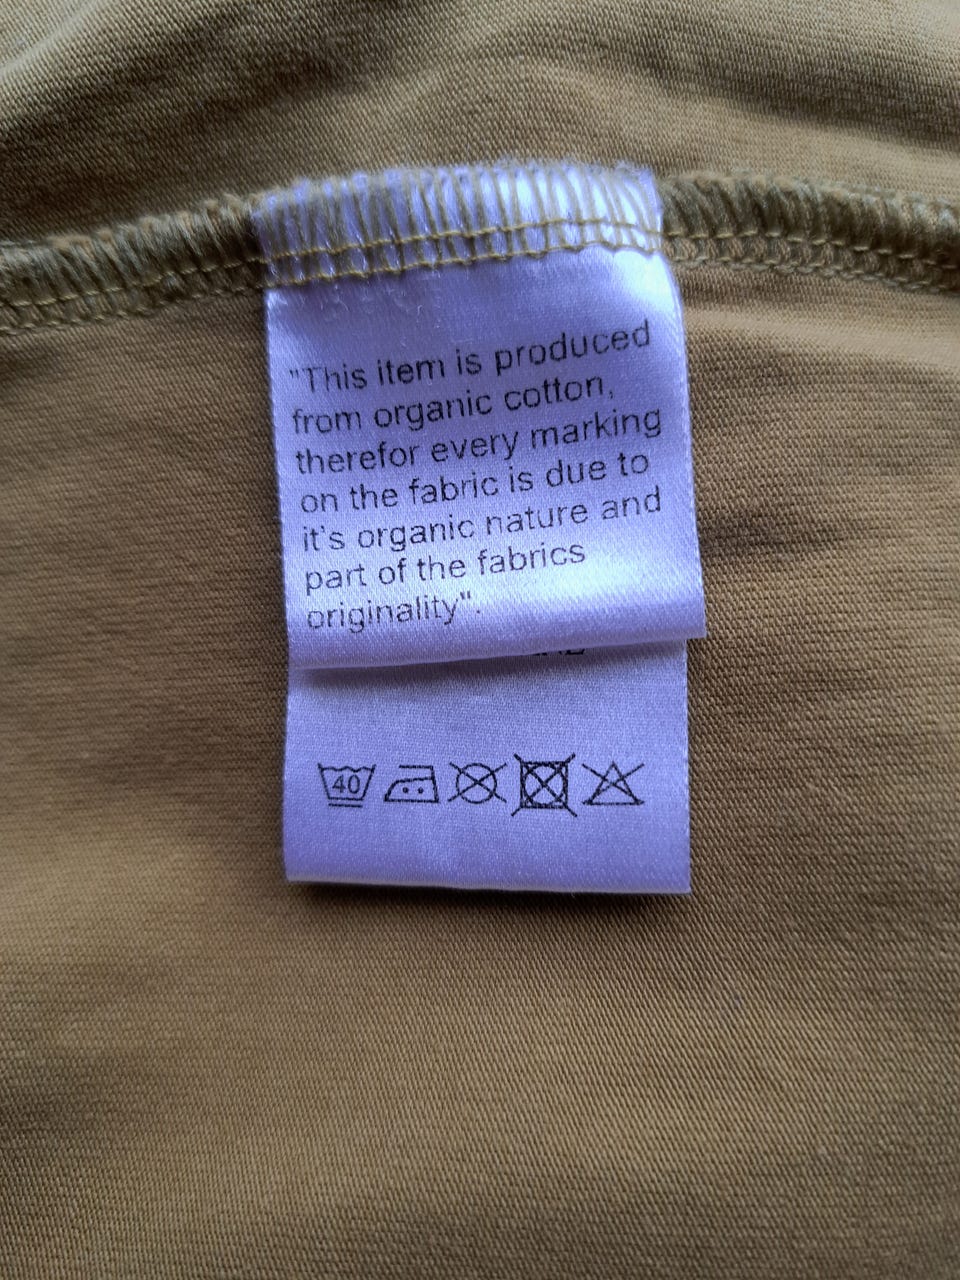 "This item is produced
from organic cotton,
therefor every marking
on the fabric is due to
it's organic nature and
part of the fabrics
originality".
40